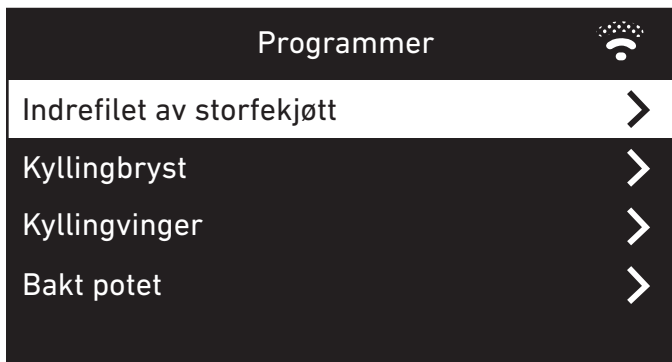 Programmer
Indrefilet av storfekjøtt
Kyllingbryst
Kyllingvinger
Bakt potet